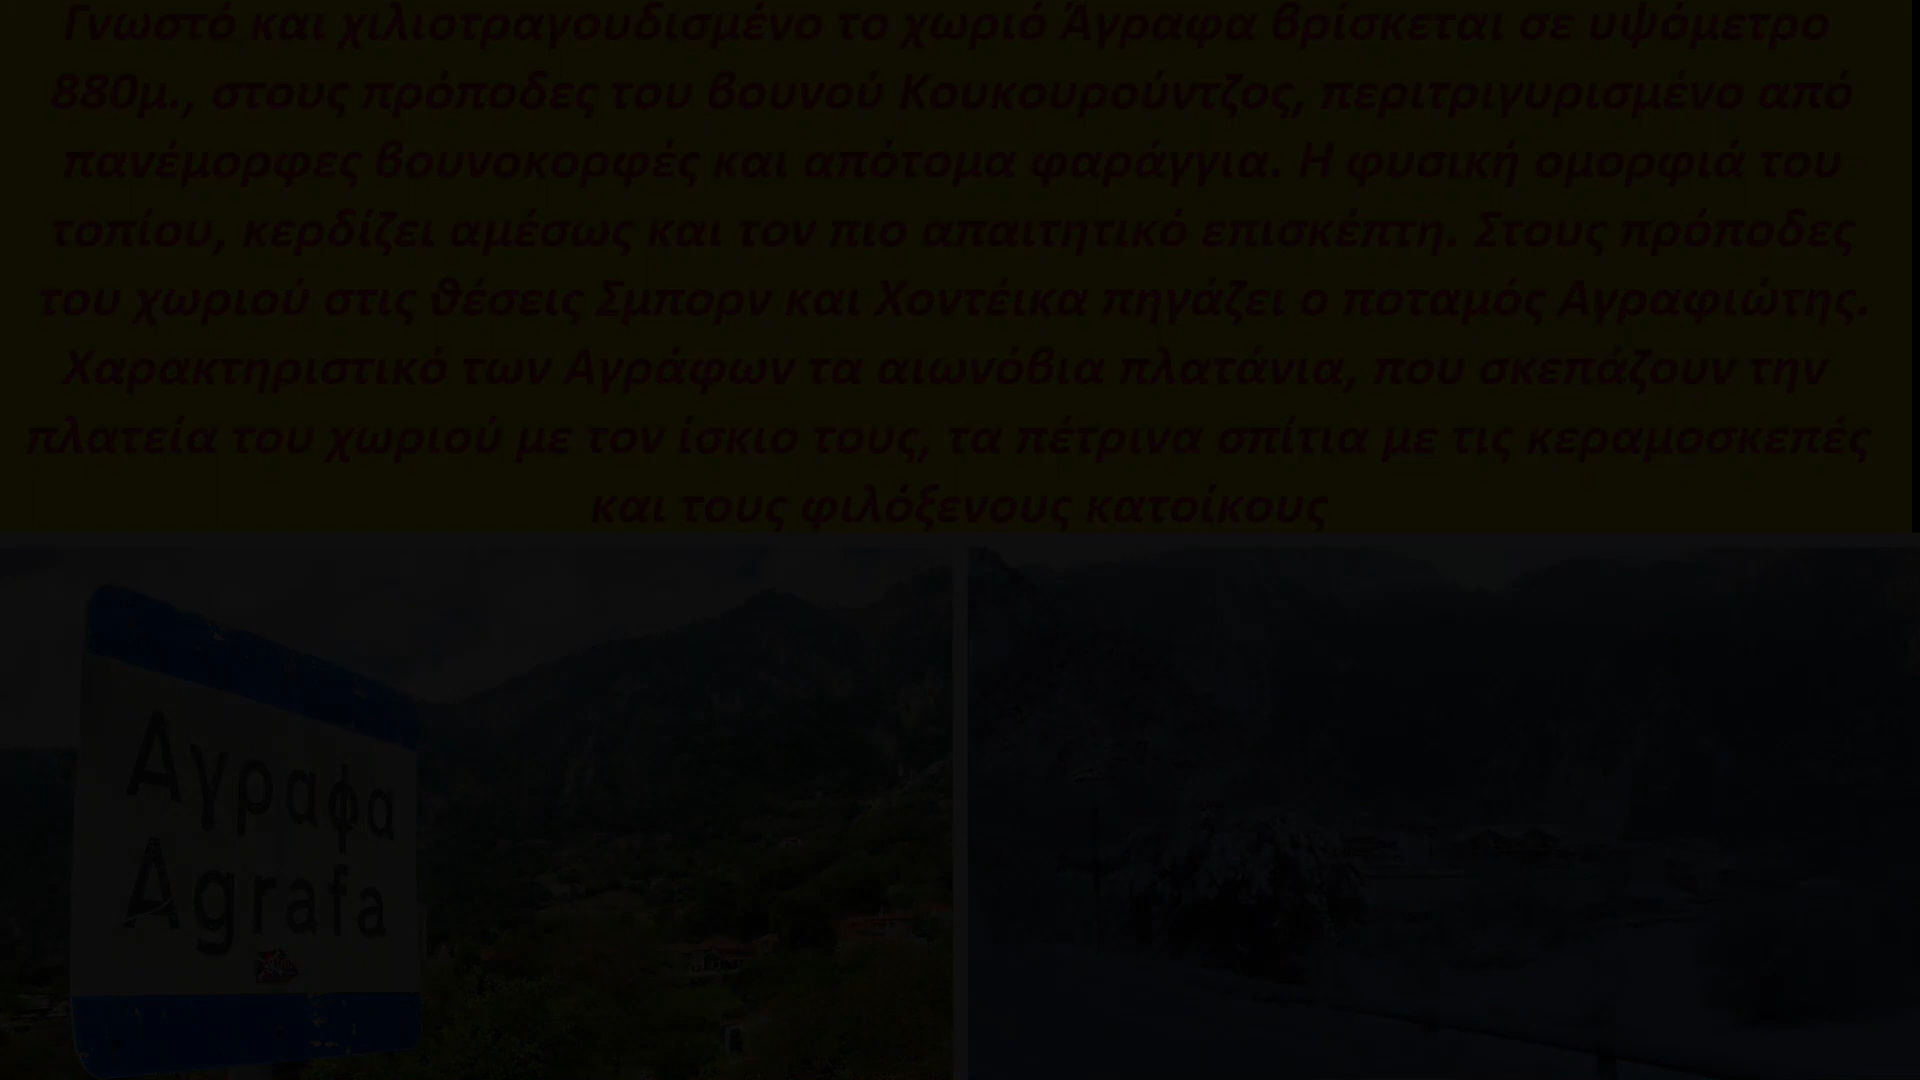 Γνωστό και χιλιοτραγουδισμένο το χωριό Άγραφα βρίσκεται σε υψόμετρο
880μ., στους πρόποδες του βουνού Κουκουρούντζος, περιτριγυρισμένο από
πανέμορφες βουνοκορφές και απότομα φαράγγια. Η φυσική ομορφιά του
τοπίου, κερδίζει αμέσως και τον πιο απαιτητικό επισκέπτη. Στους πρόποδες
του χωριού στις θέσεις Σμπορν και Χοντέικα πηγάζει ο ποταμός Αγραφιώτης.
Χαρακτηριστικό των Αγράφων τα αιωνόβια πλατάνια, που σκεπάζουν την
πλατεία του χωριού με τον ίσκιο τους, τα πέτρινα σπίτια με τις κεραμοσκεπές
και τους φιλόξενους κατοίκους
Αγραφα
Agrafa